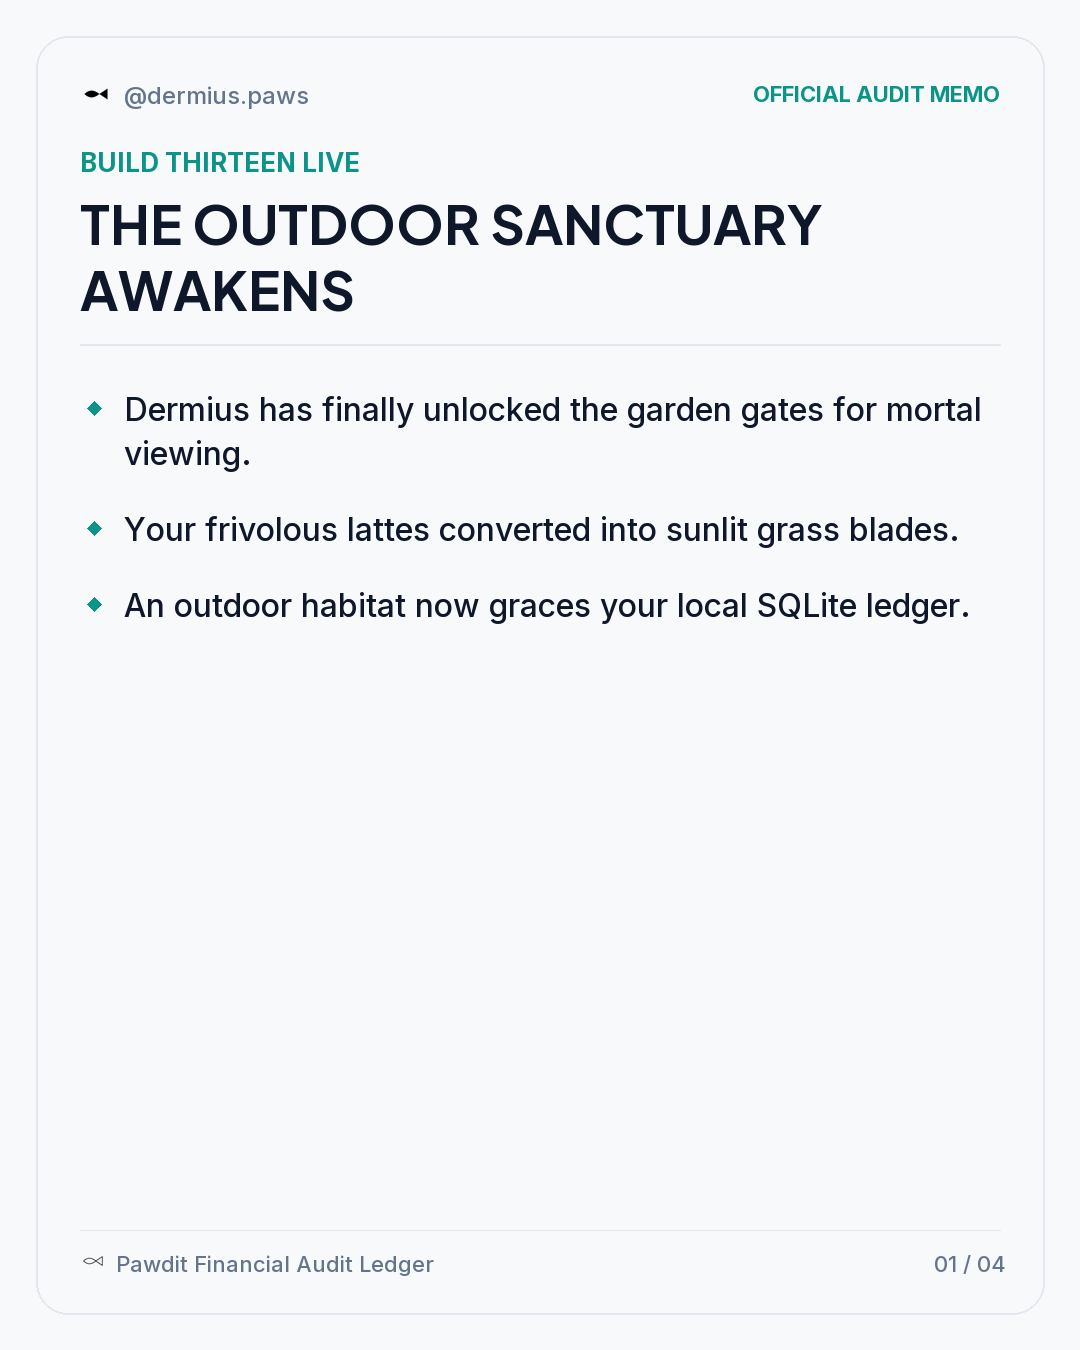 @dermius.paws
OFFICIAL AUDIT MEMO
BUILD THIRTEEN LIVE
THE OUTDOOR SANCTUARY
AWAKENS
Dermius has finally unlocked the garden gates for mortal
viewing.
Your frivolous lattes converted into sunlit grass blades.
An outdoor habitat now graces your local SQLite ledger.
Pawdit Financial Audit Ledger
01 / 04